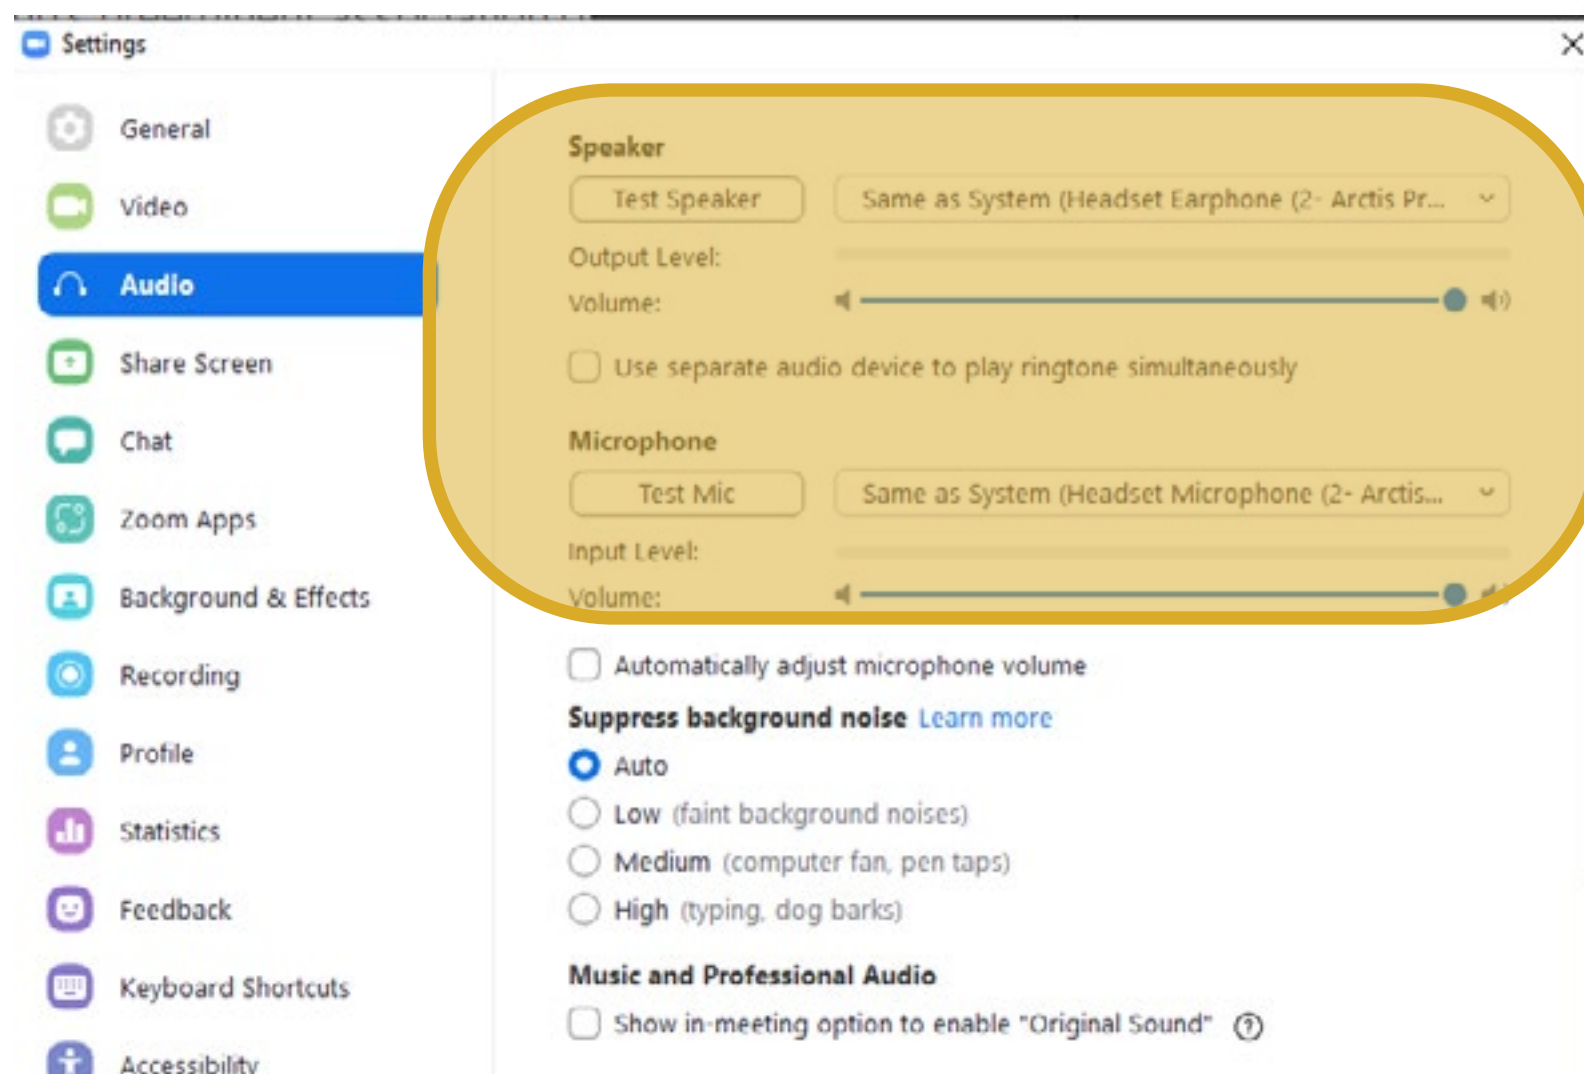 Settings
General
Video
Audio
Share Screen
Chat
Zoom Apps
Background & Effects
Recording
Profile
Statistics
Feedback
Keyboard Shortcuts
Accessibility
Speaker
Test Speaker Same as System (Headset Earphone (2- Arctis Pr...
Output Level:
Volume:
Use separate audio device to play ringtone simultaneously
Microphone
Test Mic Same as System (Headset Microphone (2- Arctis...
Input Level:
Volume:
Automatically adjust microphone volume
Suppress background noise Learn more
Auto
Low (faint background noises)
Medium (computer fan, pen taps)
High (typing, dog barks)
Music and Professional Audio
Show in-meeting option to enable "Original Sound" ?